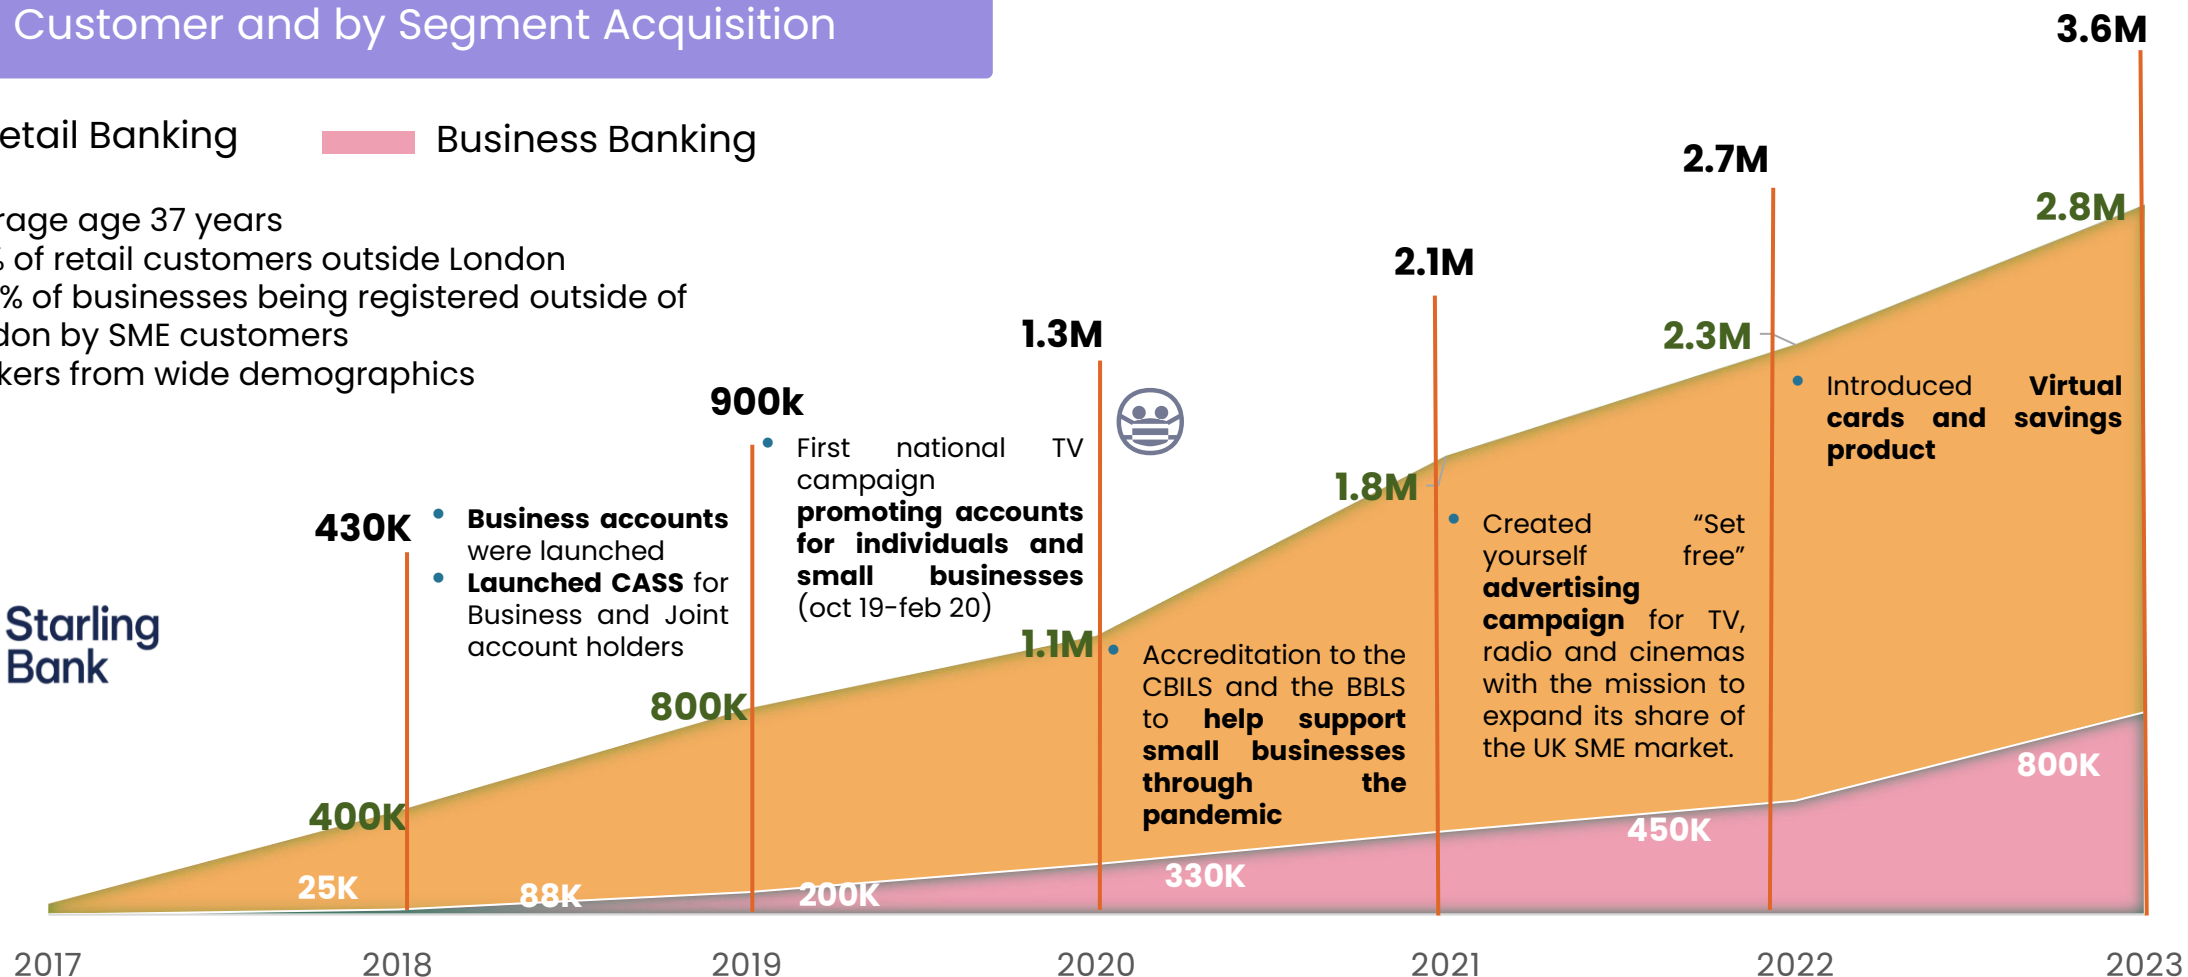 Customer and by Segment Acquisition
etail Banking
Business Banking
rage age 37 years
% of retail customers outside London
% of businesses being registered outside of
don by SME customers
kers from wide demographics
Starling
Bank
430K
• Business accounts
were launched
• Launched CASS for
Business and Joint
account holders
900k
• First national TV
campaign
promoting accounts
for individuals and
small businesses
(oct 19-feb 20)
1.3M
• Accreditation to the
CBILS and the BBLS
to help support
small businesses
through the
pandemic
2.1M
• Created “Set
yourself free”
advertising
campaign for TV,
radio and cinemas
with the mission to
expand its share of
the UK SME market.
2.7M
• Introduced Virtual
cards and savings
product
3.6M
400K
800K
1.1M
1.8M
2.3M
2.8M
25K
88K
200K
330K
450K
800K
2017
2018
2019
2020
2021
2022
2023